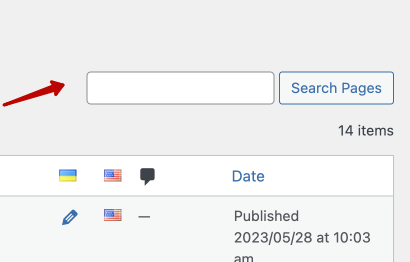 Search Pages
14 items
Date
— Published
2023/05/28 at 10:03
am